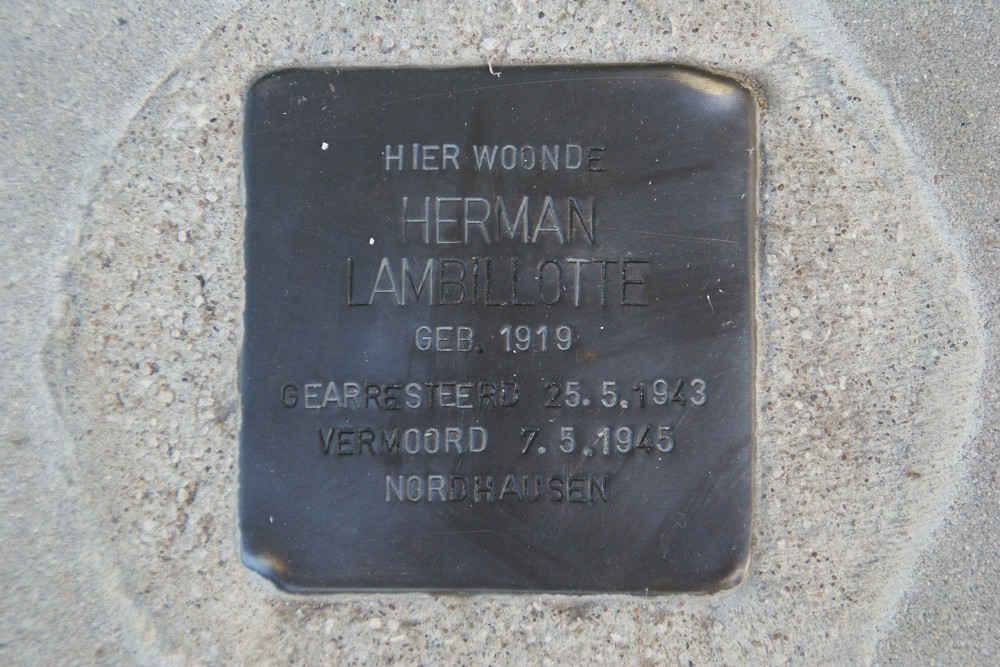 HIER WOONDE
HERMAN
LAMBILLOTTE
GEB. 1919
GEARRESTEERD 25.5.1943
VERMOORD 7.5.1945
NORDHAUSEN